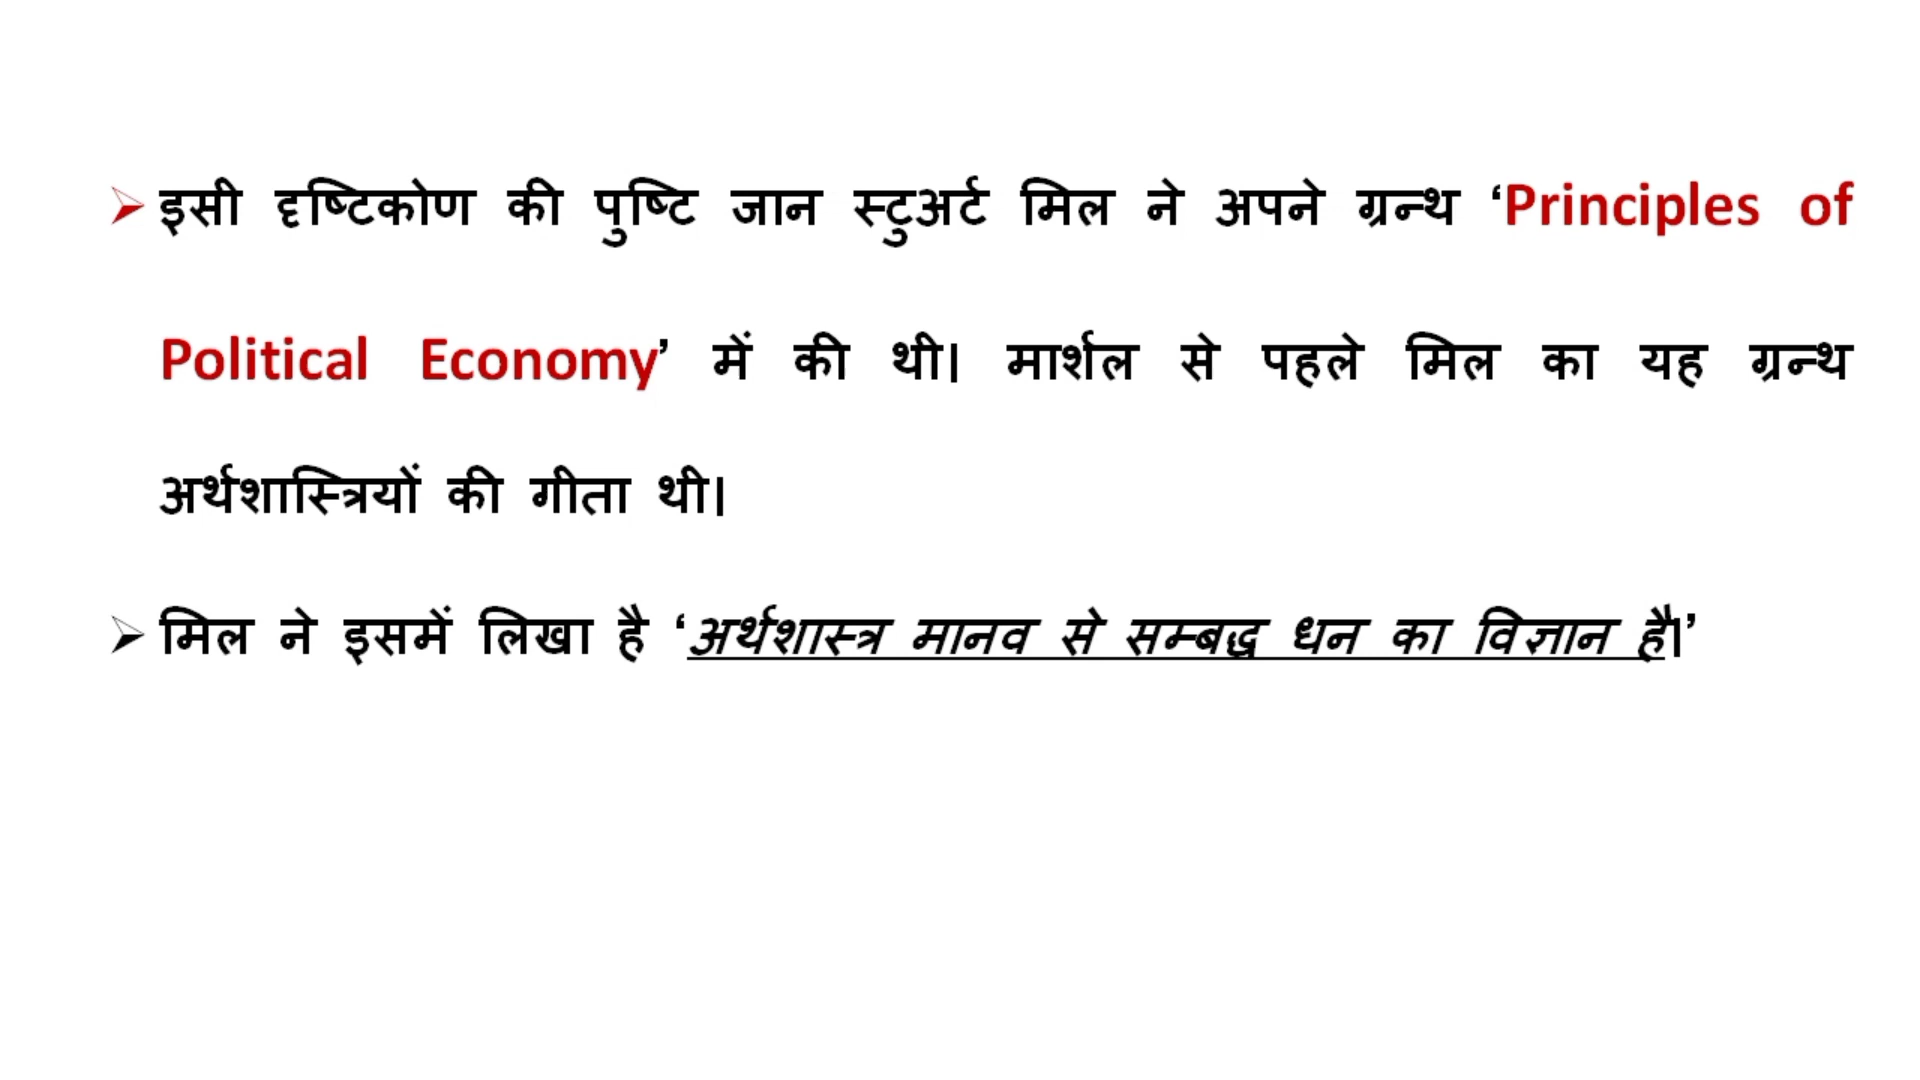 ➢ इसी दृष्टिकोण की पुष्टि जान स्टुअर्ट मिल ने अपने ग्रन्थ ‘Principles of
Political Economy’ में की थी। मार्शल से पहले मिल का यह ग्रन्थ
अर्थशास्त्रियों की गीता थी।
➢ मिल ने इसमें लिखा है ‘अर्थशास्त्र मानव से सम्बद्ध धन का विज्ञान है।’